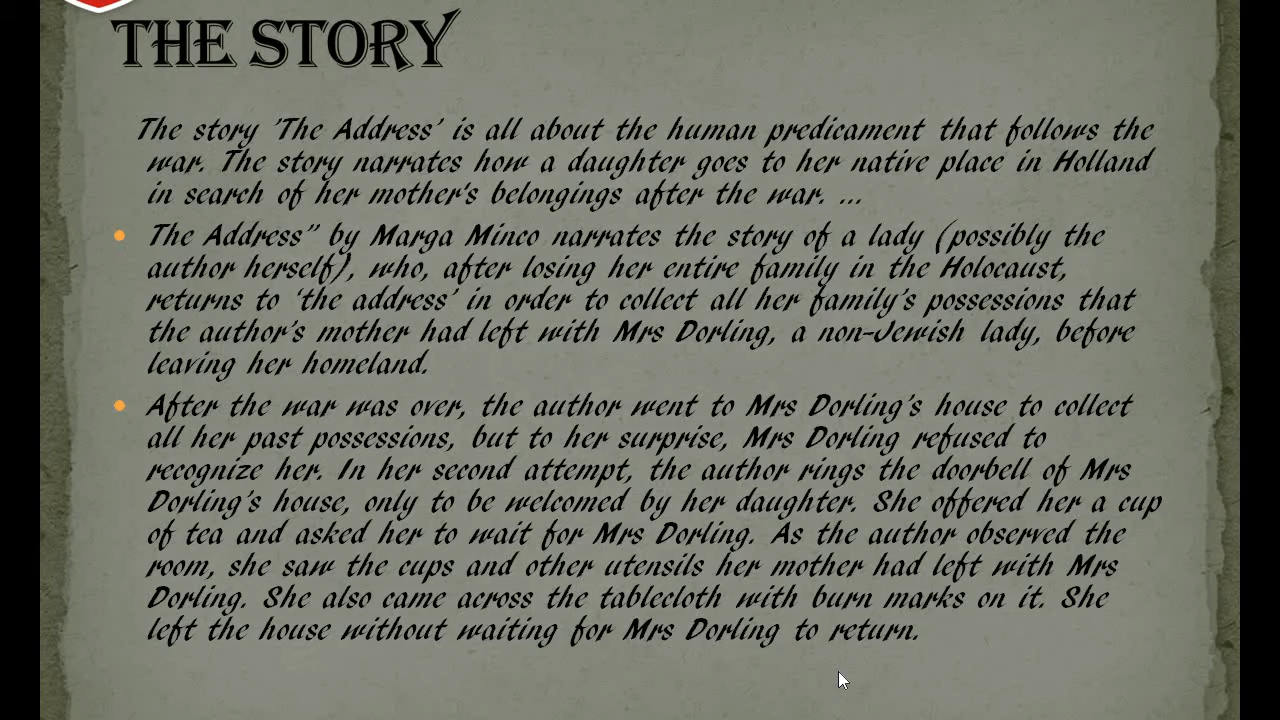 THE STORY
The story 'The Address' is all about the human predicament that follows the
war. The story narrates how a daughter goes to her native place in Holland
in search of her mother's belongings after the war. ...
The Address” by Marga Minco narrates the story of a lady (possibly the
author herself), who, after losing her entire family in the Holocaust,
returns to ‘the address’ in order to collect all her family’s possessions that
the author’s mother had left with Mrs Dorling, a non-Jewish lady, before
leaving her homeland.
After the war was over, the author went to Mrs Dorling’s house to collect
all her past possessions, but to her surprise, Mrs Dorling refused to
recognize her. In her second attempt, the author rings the doorbell of Mrs
Dorling’s house, only to be welcomed by her daughter. She offered her a cup
of tea and asked her to wait for Mrs Dorling. As the author observed the
room, she saw the cups and other utensils her mother had left with Mrs
Dorling. She also came across the tablecloth with burn marks on it. She
left the house without waiting for Mrs Dorling to return.